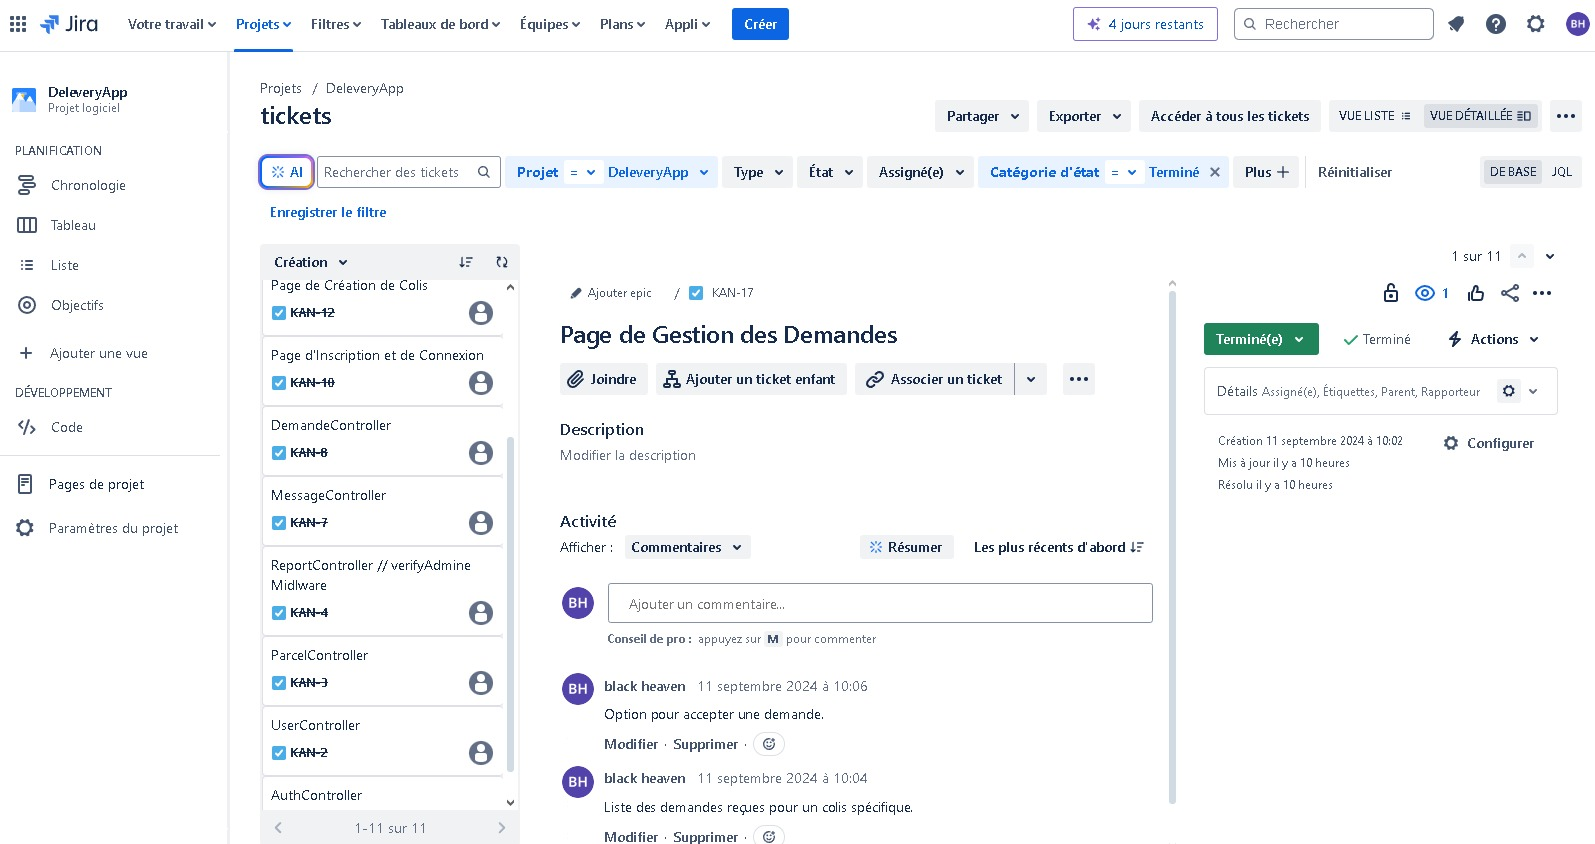 Jira
Votre travail
Projets
Filtres
Tableaux de bord
Équipes
Plans
Appli
Créer
4 jours restants
Rechercher
BH
DeleveryApp
Projet logiciel
PLANIFICATION
Chronologie
Tableau
Liste
Objectifs
Ajouter une vue
DÉVELOPPEMENT
Code
Pages de projet
Paramètres du projet
Projets / DeleveryApp
tickets
Partager
Exporter
Accéder à tous les tickets
VUE LISTE
VUE DÉTAILLÉE
AI
Rechercher des tickets
Projet = DeleveryApp
Type
État
Assigné(e)
Catégorie d'état = Terminé
Plus
Réinitialiser
DE BASE
JQL
Enregistrer le filtre
Création
Page de Création de Colis
KAN-12
Page d'Inscription et de Connexion
KAN-10
DemandeController
KAN-8
MessageController
KAN-7
ReportController // verifyAdmine
Midlware
KAN-4
ParcelController
KAN-3
UserController
KAN-2
AuthController
1-11 sur 11
Ajouter epic / KAN-17
Page de Gestion des Demandes
Joindre
Ajouter un ticket enfant
Associer un ticket
Description
Modifier la description
Activité
Afficher :
Commentaires
Résumer
Les plus récents d'abord
BH
Ajouter un commentaire...
Conseil de pro : appuyez sur M pour commenter
BH
black heaven 11 septembre 2024 à 10:06
Option pour accepter une demande.
Modifier · Supprimer ·
BH
black heaven 11 septembre 2024 à 10:04
Liste des demandes reçues pour un colis spécifique.
Modifier · Supprimer ·
1 sur 11
1
Terminé(e)
Terminé
Actions
Détails Assigné(e), Étiquettes, Parent, Rapporteur
Création 11 septembre 2024 à 10:02
Mis à jour il y a 10 heures
Résolu il y a 10 heures
Configurer